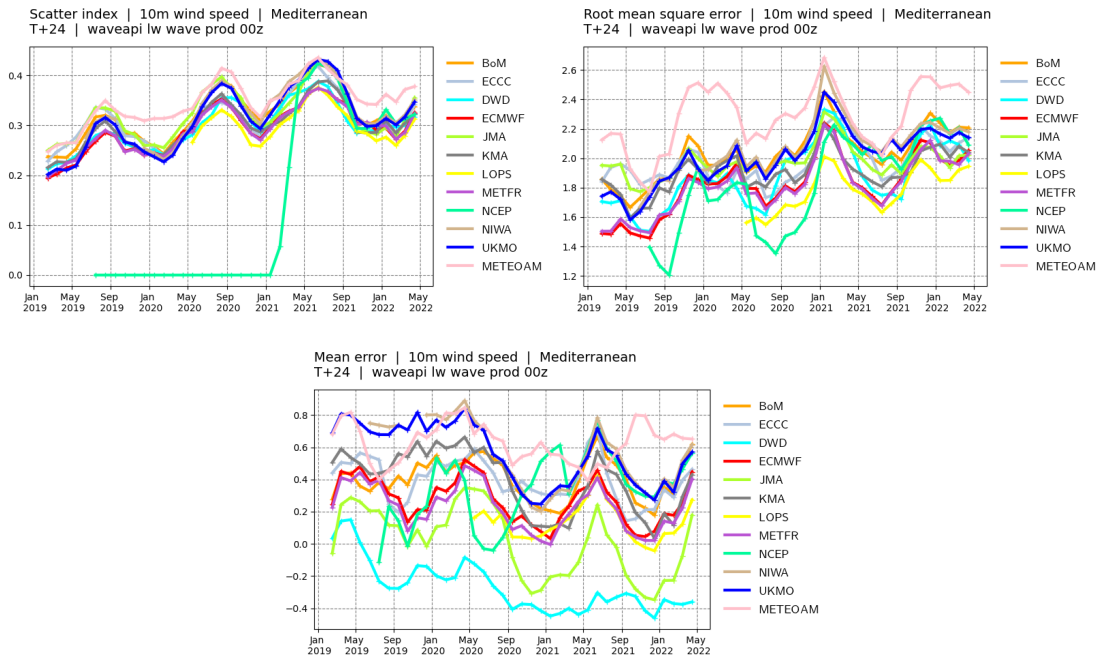 Scatter index | 10m wind speed | Mediterranean
T+24 | waveapi lw wave prod 00z
0.4
0.3
0.2
0.1
0.0
Jan 2019
May 2019
Sep 2019
Jan 2020
May 2020
Sep 2020
Jan 2021
May 2021
Sep 2021
Jan 2022
May 2022
BoM
ECCC
DWD
ECMWF
JMA
KMA
LOPS
METFR
NCEP
NIWA
UKMO
METEOAM
Root mean square error | 10m wind speed | Mediterranean
T+24 | waveapi lw wave prod 00z
2.6
2.4
2.2
2.0
1.8
1.6
1.4
1.2
Jan 2019
May 2019
Sep 2019
Jan 2020
May 2020
Sep 2020
Jan 2021
May 2021
Sep 2021
Jan 2022
May 2022
BoM
ECCC
DWD
ECMWF
JMA
KMA
LOPS
METFR
NCEP
NIWA
UKMO
METEOAM
Mean error | 10m wind speed | Mediterranean
T+24 | waveapi lw wave prod 00z
0.8
0.6
0.4
0.2
0.0
−0.2
−0.4
Jan 2019
May 2019
Sep 2019
Jan 2020
May 2020
Sep 2020
Jan 2021
May 2021
Sep 2021
Jan 2022
May 2022
BoM
ECCC
DWD
ECMWF
JMA
KMA
LOPS
METFR
NCEP
NIWA
UKMO
METEOAM